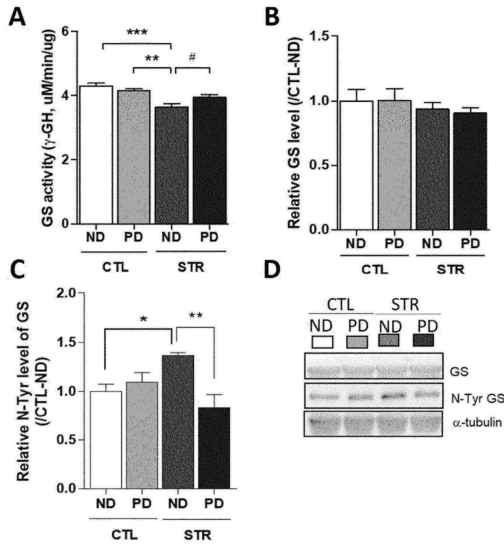 A
GS activity (γ-GH, uM/min/ug)
6
4
2
0
***
**
#
ND PD ND PD
CTL STR
B
Relative GS level (/CTL-ND)
1.5
1.0
0.5
0.0
ND PD ND PD
CTL STR
C
Relative N-Tyr level of GS
(/CTL-ND)
2.0
1.5
1.0
0.5
0.0
*
**
ND PD ND PD
CTL STR
D
CTL STR
ND PD ND PD
GS
N-Tyr GS
α-tubulin